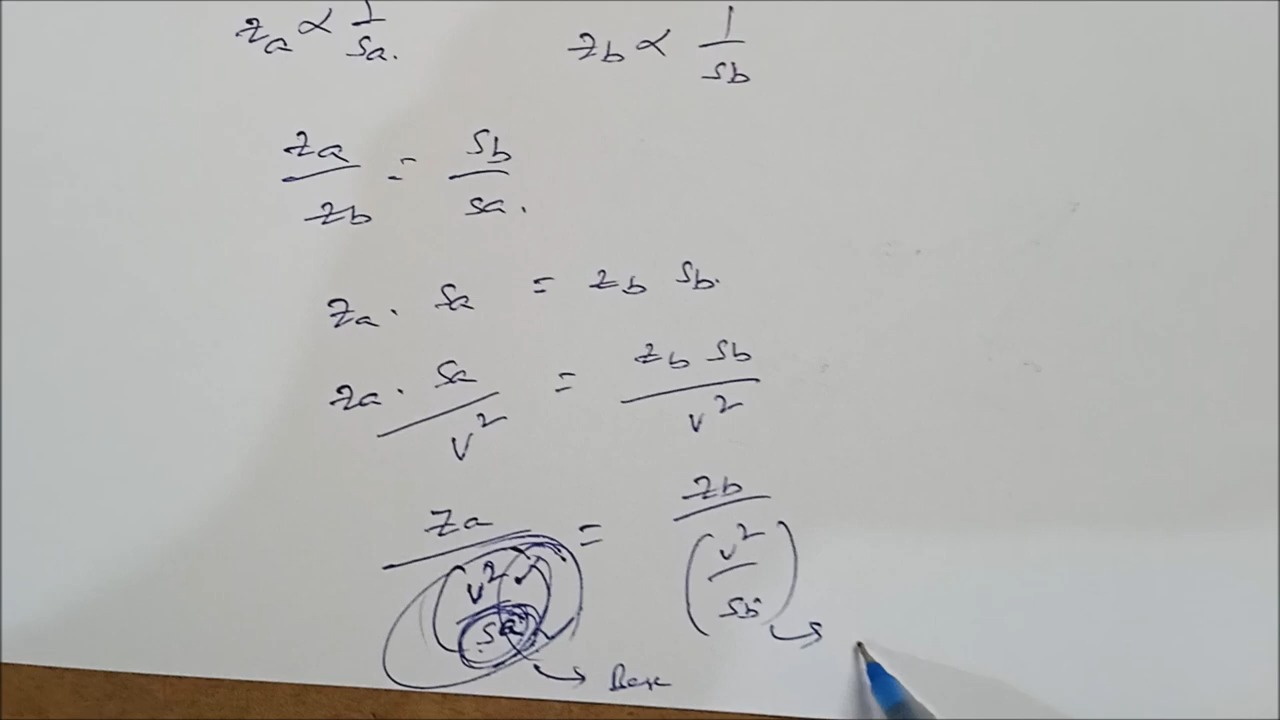 za ∝ 1/sa. zb ∝ 1/sb
za/zb = sb/sa.
za. sa = zb sb.
za. sa/v² = zb sb/v²
za/(v²/sa) = zb/(v²/sb)
Base